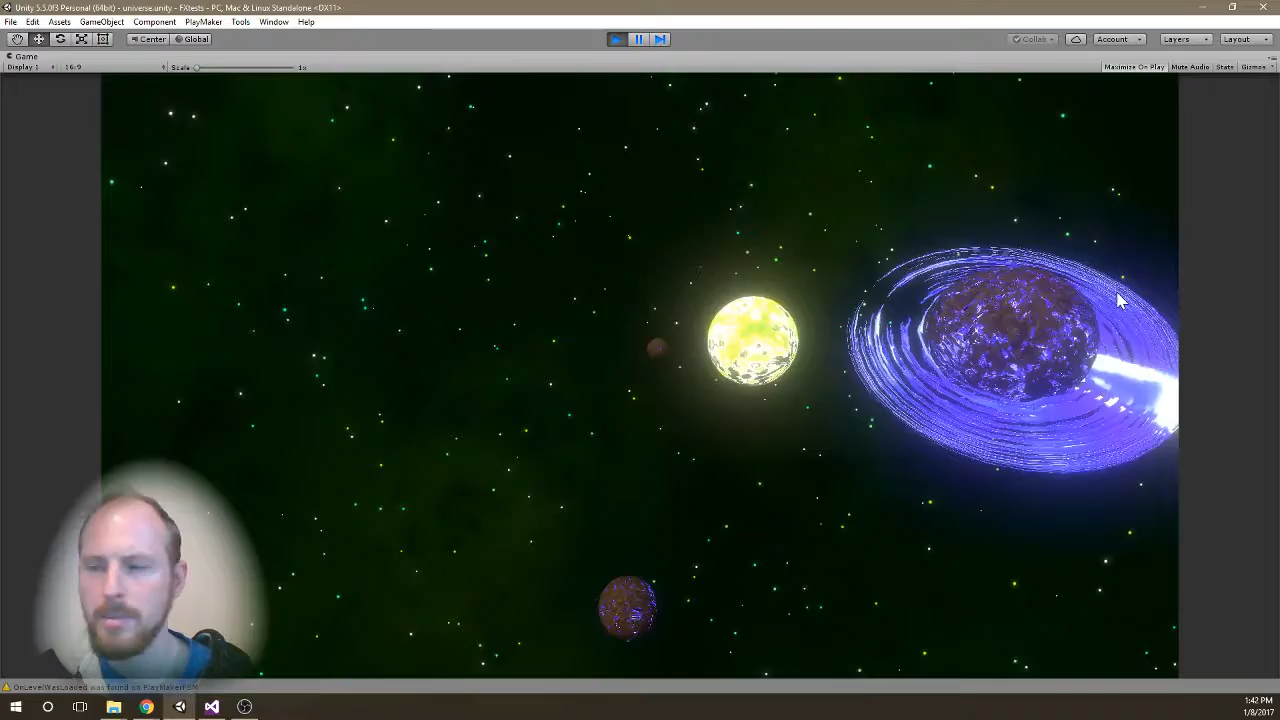 Unity 5.5.0f3 Personal (64bit) - universe.unity - FXtests - PC, Mac & Linux Standalone <DX11>
File Edit Assets GameObject Component PlayMaker Tools Window Help
Center Global Collab Account Layers Layout
Game
Display 1 16:9 Scale 1x Maximize On Play Mute Audio Stats Gizmos
OnLevelWasLoaded was found on PlayMakerFSM
1:42 PM
1/8/2017